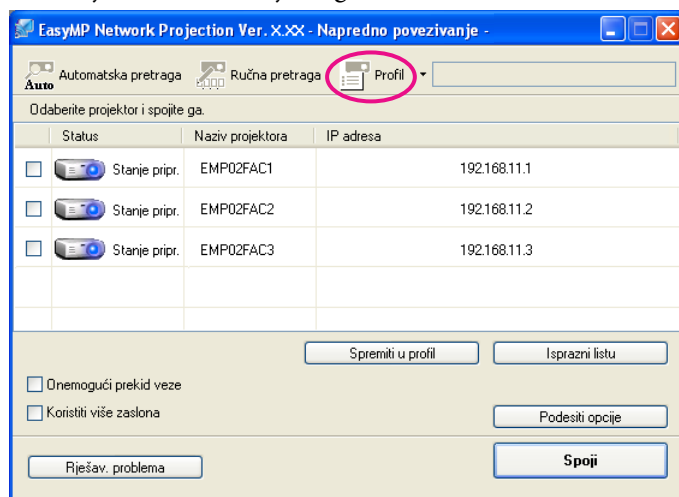 EasyMP Network Projection Ver. X.XX - Napredno povezivanje -
Auto Automatska pretraga Ručna pretraga Profil
Odaberite projektor i spojite ga.
Status Naziv projektora IP adresa
Stanje pripr. EMP02FAC1 192.168.11.1
Stanje pripr. EMP02FAC2 192.168.11.2
Stanje pripr. EMP02FAC3 192.168.11.3
Spremiti u profil Isprazni listu
Onemogući prekid veze
Koristiti više zaslona Podesiti opcije
Rješav. problema Spoji